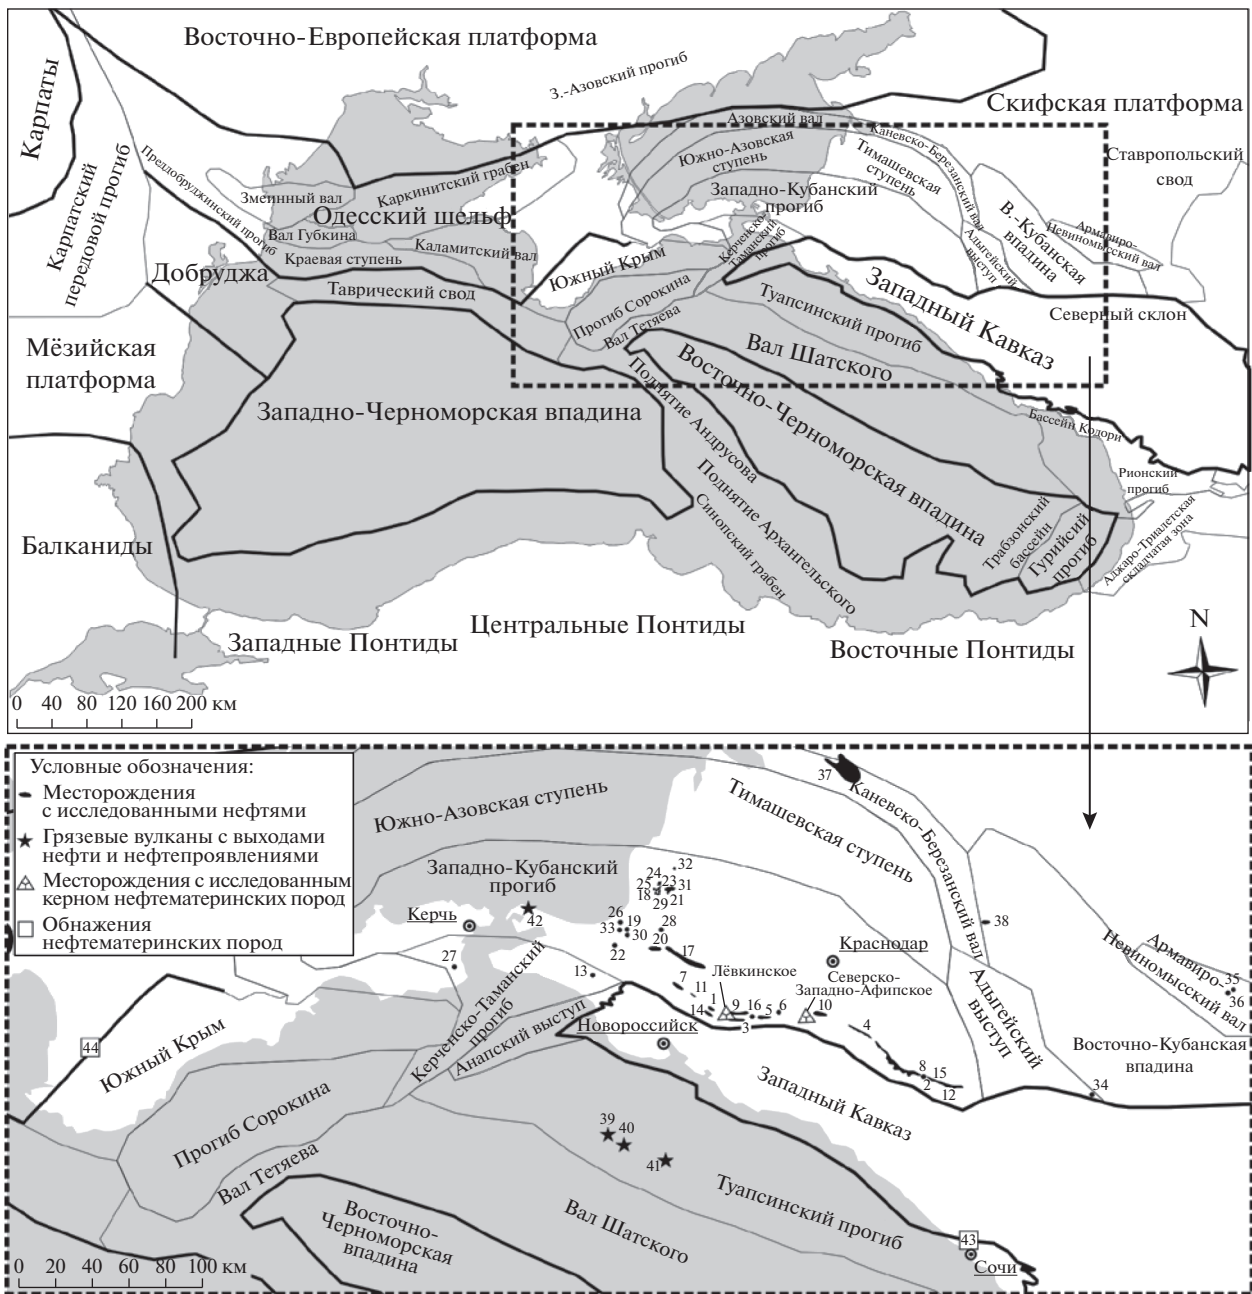 Восточно-Европейская платформа
З.-Азовский прогиб
Карпаты
Скифская платформа
Азовский вал
Каневско-Березанский вал
Ставропольский
свод
Южно-Азовская
ступень
Тимашевская
ступень
Карпатский
передовой прогиб
Преддобруджинский прогиб
Каркинитский грабен
Змеинный вал
Одесский шельф
Западно-Кубанский
прогиб
В.-Кубанская
впадина
Армавиро-
Невиномысский вал
Вал Губкина
Каламитский вал
Краевая ступень
Керченско-
Таманский
прогиб
Адыгейский
выступ
Добруджа
Южный Крым
Таврический свод
Прогиб Сорокина
Вал Тетяева
Туапсинский прогиб
Западный Кавказ
Северный склон
Мёзийская
платформа
Вал Шатского
Западно-Черноморская впадина
Восточно-Черноморская впадина
Поднятие Андрусова
Бассейн Кодори
Поднятие Архангельского
Синопский грабен
Рионский
прогиб
Трабзонский
бассейн
Гурийский
прогиб
Аджаро-Триалетская
складчатая зона
Балканиды
Западные Понтиды
Центральные Понтиды
Восточные Понтиды
N
0 40 80 120 160 200 км
Условные обозначения:
Месторождения
с исследованными нефтями
Грязевые вулканы с выходами
нефти и нефтепроявлениями
Месторождения с исследованным
керном нефтематеринских пород
Обнажения
нефтематеринских пород
37
Каневско-Березанский вал
Южно-Азовская ступень
Тимашевская ступень
Западно-Кубанский
прогиб
32
24
25 23 31
18 4
29 21
Керчь
42
26
33 19
30
28
22
20
17
38
Краснодар
27
13
Лёвкинское
Северско-
Западно-Афипское
7
11
1
14
9 16 5 6
3
10
Армавиро-
Невиномысский вал
35
36
Керченско-Таманский
прогиб
Анапский выступ
Новороссийск
4
Адыгейский
выступ
Восточно-Кубанская
впадина
44
Южный Крым
8 15
2
12
34
Западный Кавказ
Прогиб Сорокина
39 40
41
Вал Тетяева
Туапсинский прогиб
Вал Шатского
Восточно-
Черноморская
впадина
43
Сочи
0 20 40 60 80 100 км